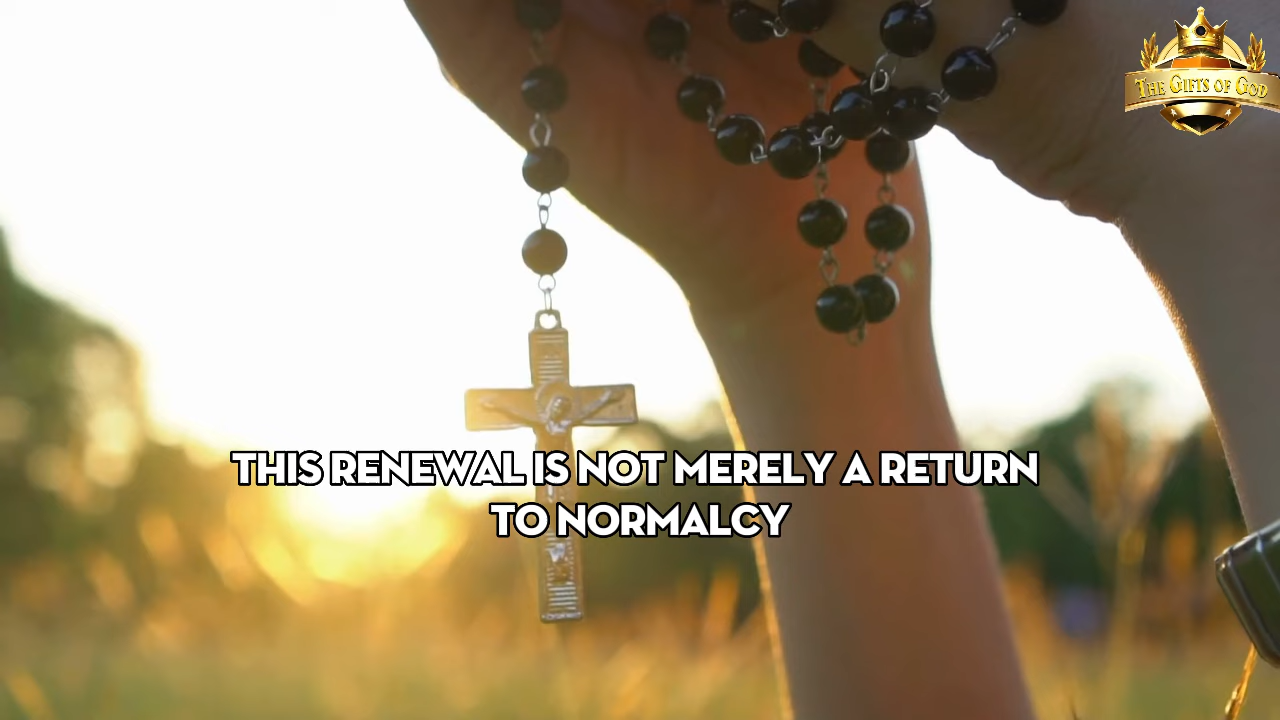 THE GIFTS OF GOD
THIS RENEWAL IS NOT MERELY A RETURN
TO NORMALCY